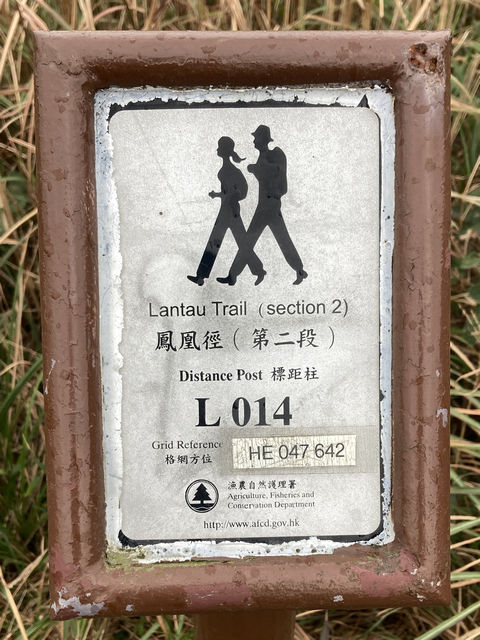 Lantau Trail (section 2)
鳳凰徑（第二段）
Distance Post 標距柱
L 014
Grid Reference
格網方位
HE 047 642
漁農自然護理署
Agriculture, Fisheries and
Conservation Department
http://www.afcd.gov.hk